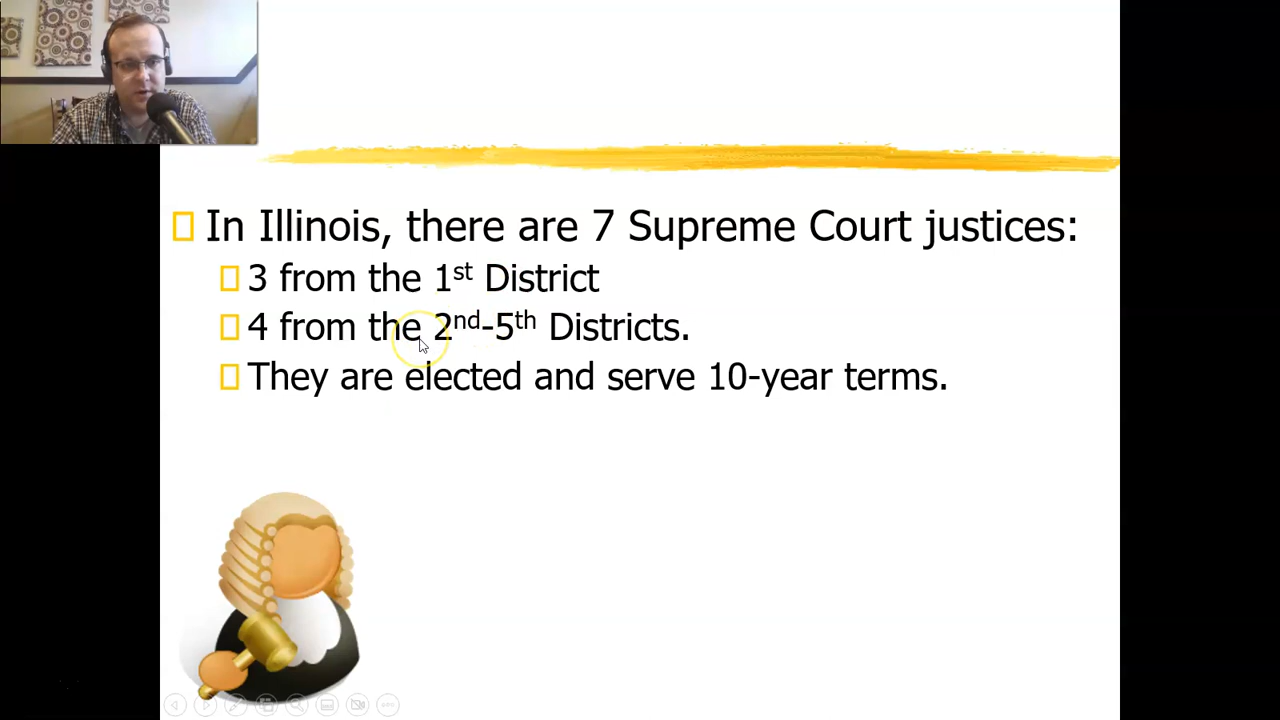 In Illinois, there are 7 Supreme Court justices:
3 from the 1st District
4 from the 2nd-5th Districts.
They are elected and serve 10-year terms.